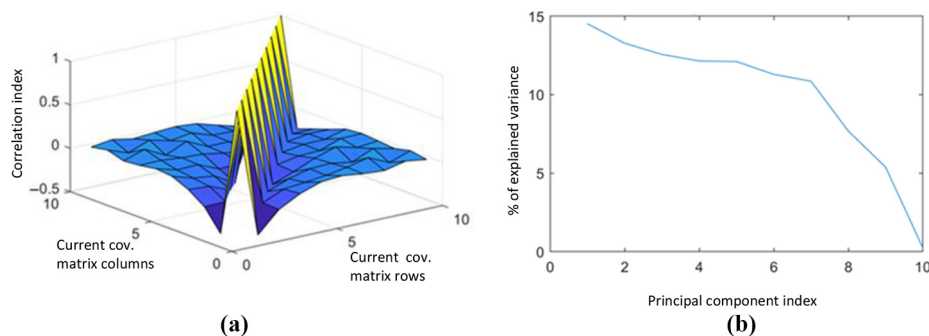 Correlation index
1
0.5
0
−0.5
10
5
0
0
5
10
Current cov.
matrix columns
Current cov.
matrix rows
(a)
% of explained variance
15
10
5
0
0
2
4
6
8
10
Principal component index
(b)